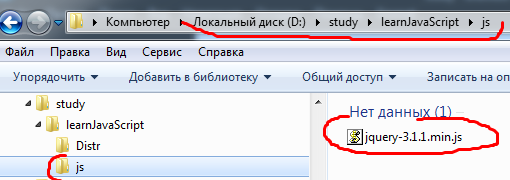 Компьютер Локальный диск (D:) study learnJavaScript js
Файл Правка Вид Сервис Справка
Упорядочить Добавить в библиотеку Общий доступ Записать на оп
study
learnJavaScript
Distr
js
Нет данных (1)
jquery-3.1.1.min.js